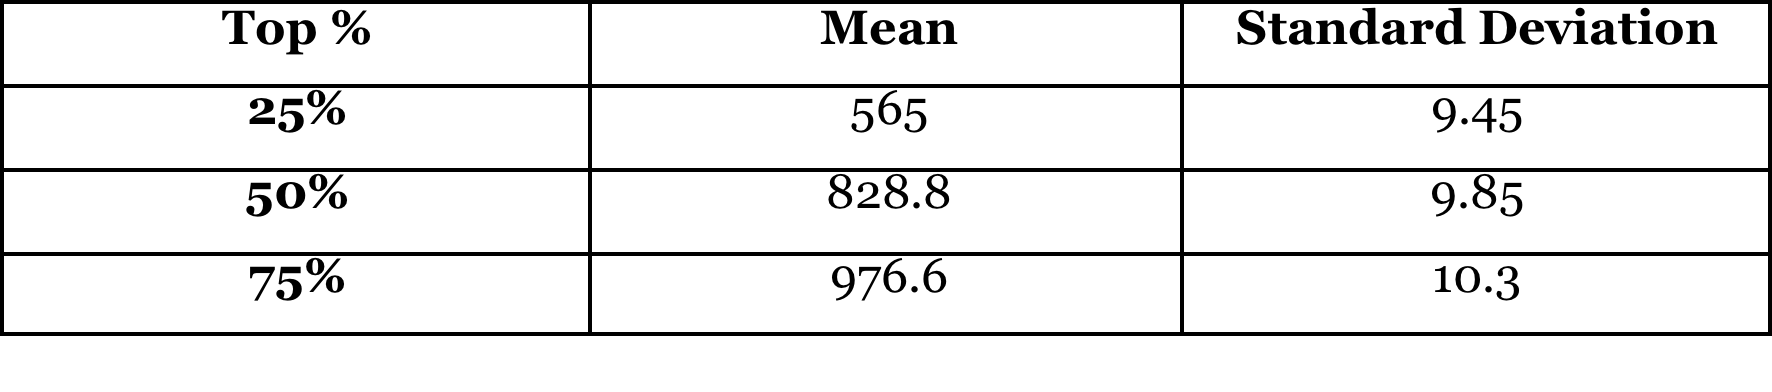 Top % Mean Standard Deviation
25% 565 9.45
50% 828.8 9.85
75% 976.6 10.3